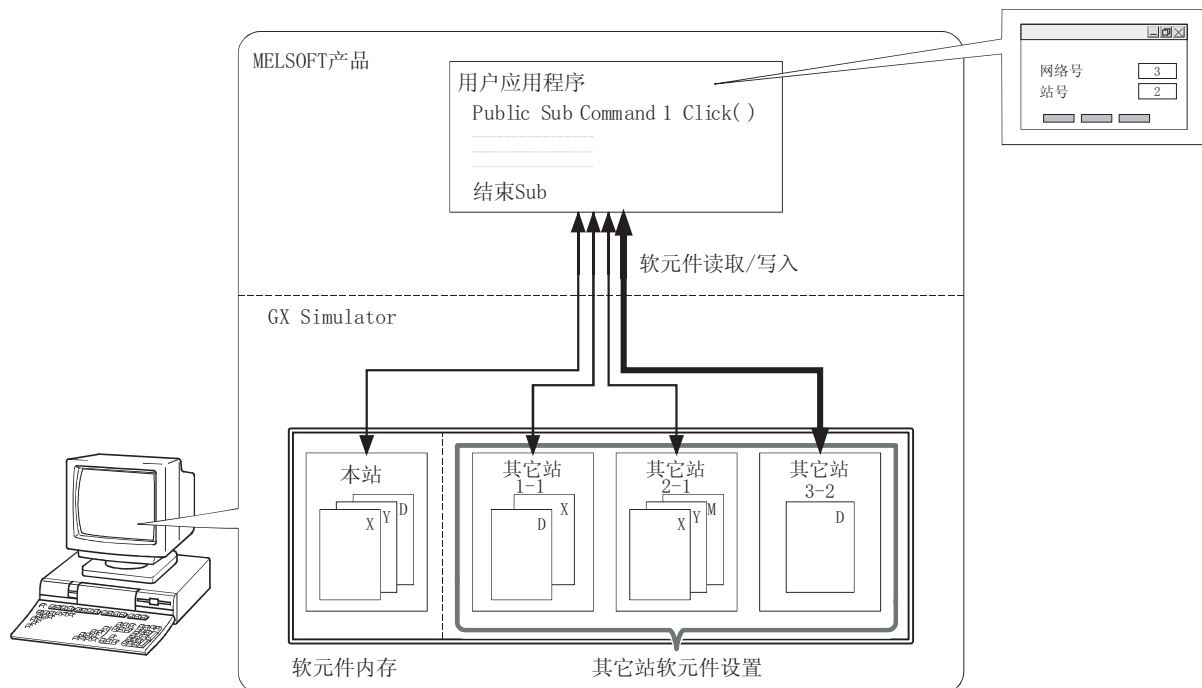 MELSOFT产品
用户应用程序
Public Sub Command 1 Click( )
结束Sub
网络号 3
站号 2
软元件读取/写入
GX Simulator
本站
X
Y
D
其它站
1-1
D
X
其它站
2-1
X
Y
M
其它站
3-2
D
软元件内存
其它站软元件设置